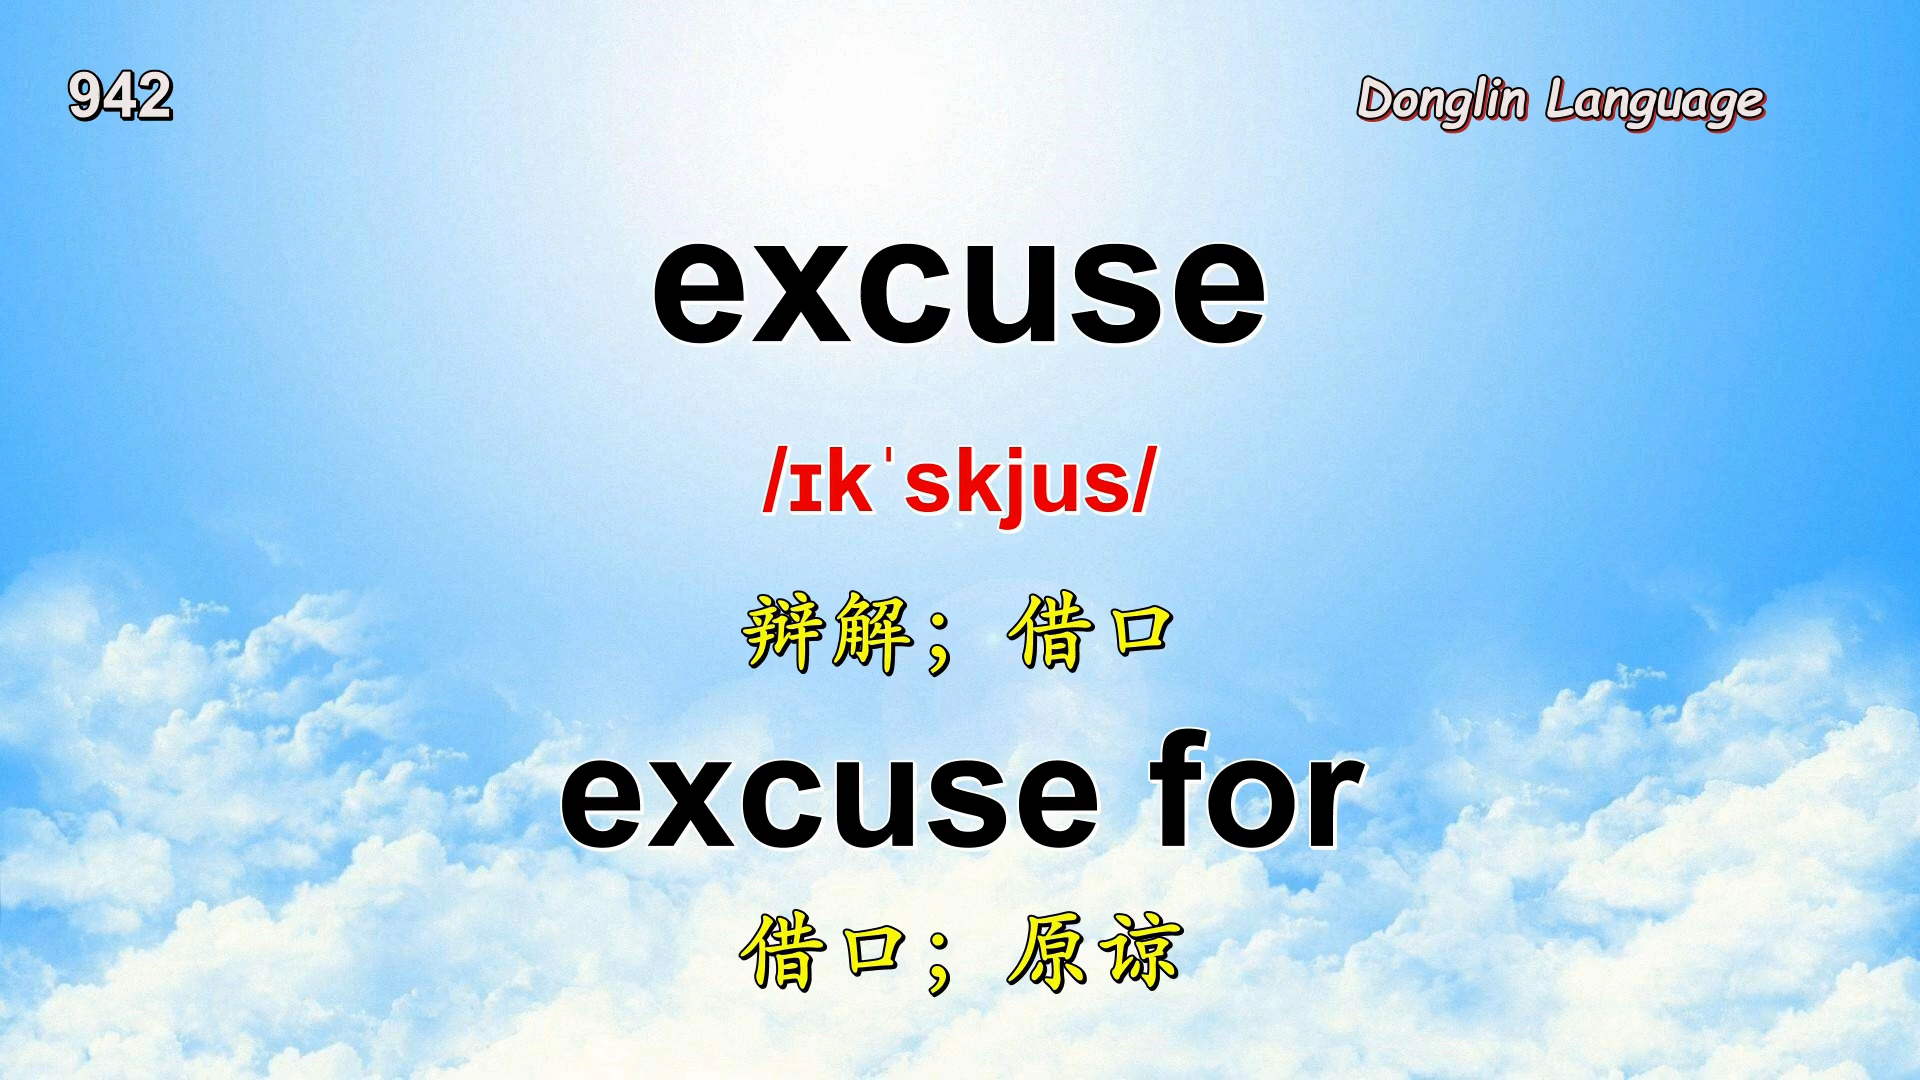 942
Donglin Language
excuse
/ɪkˈskjus/
辩解；借口
excuse for
借口；原谅